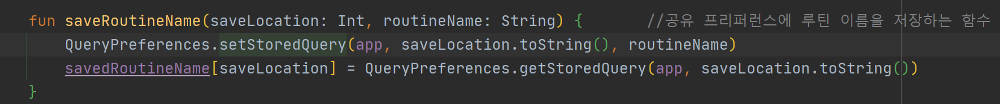 fun saveRoutineName(saveLocation: Int, routineName: String) {       //공유 프리퍼런스에 루틴 이름을 저장하는 함수
    QueryPreferences.setStoredQuery(app, saveLocation.toString(), routineName)
    savedRoutineName[saveLocation] = QueryPreferences.getStoredQuery(app, saveLocation.toString())
}